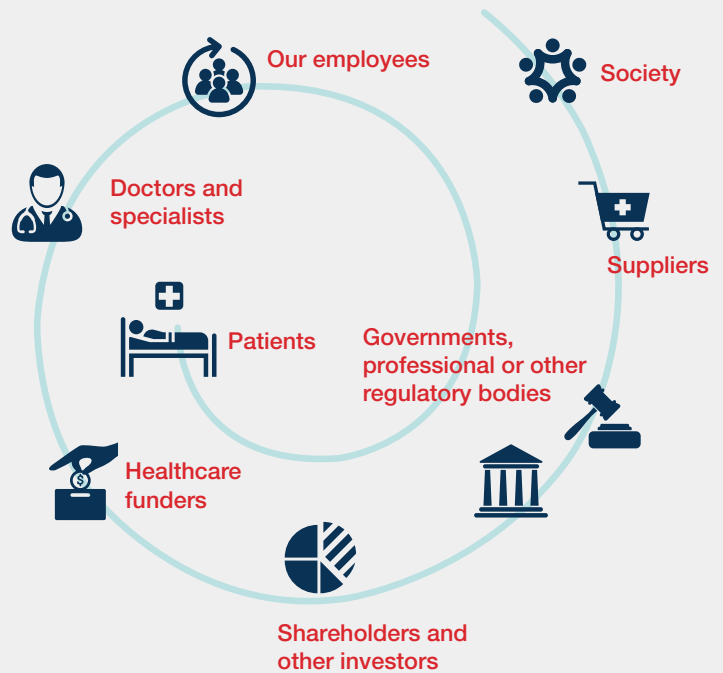 Our employees
Society
Doctors and
specialists
Suppliers
Patients
Governments,
professional or other
regulatory bodies
Healthcare
funders
$
Shareholders and
other investors